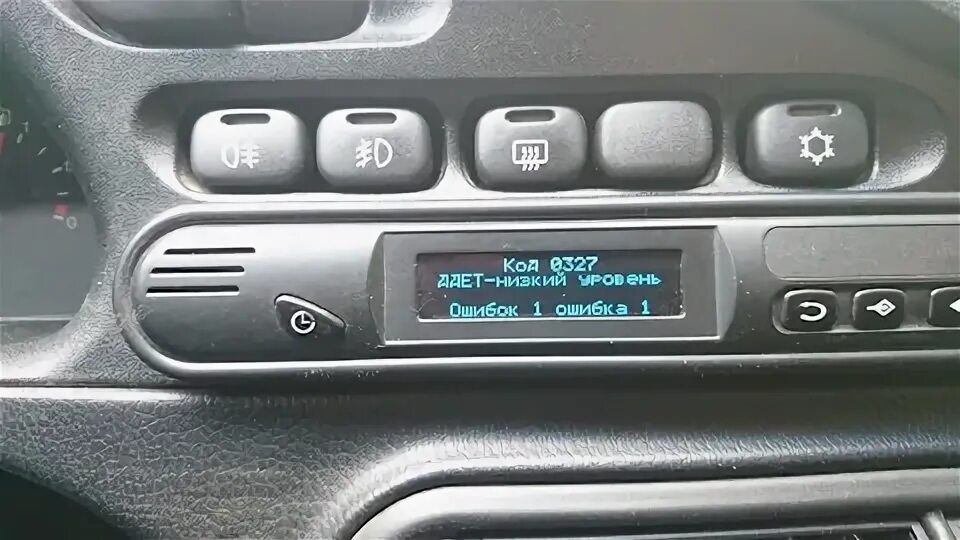 Код 0327
ДДЕТ-низкий уровень
Ошибок 1 ошибка 1